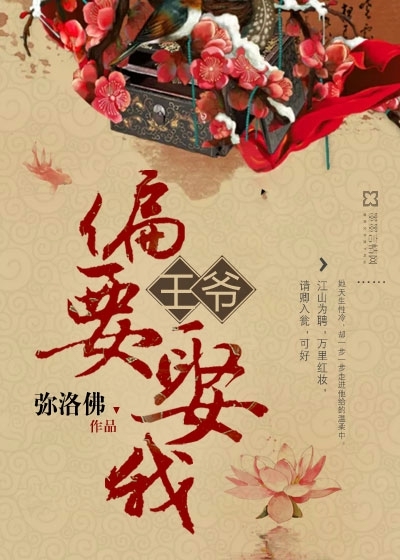 王爷
偏要娶我
弥洛佛
作品
她天生性冷，却一步一步走进他给的温柔中，
江山为聘，万里红妆，
请卿入瓮，可好